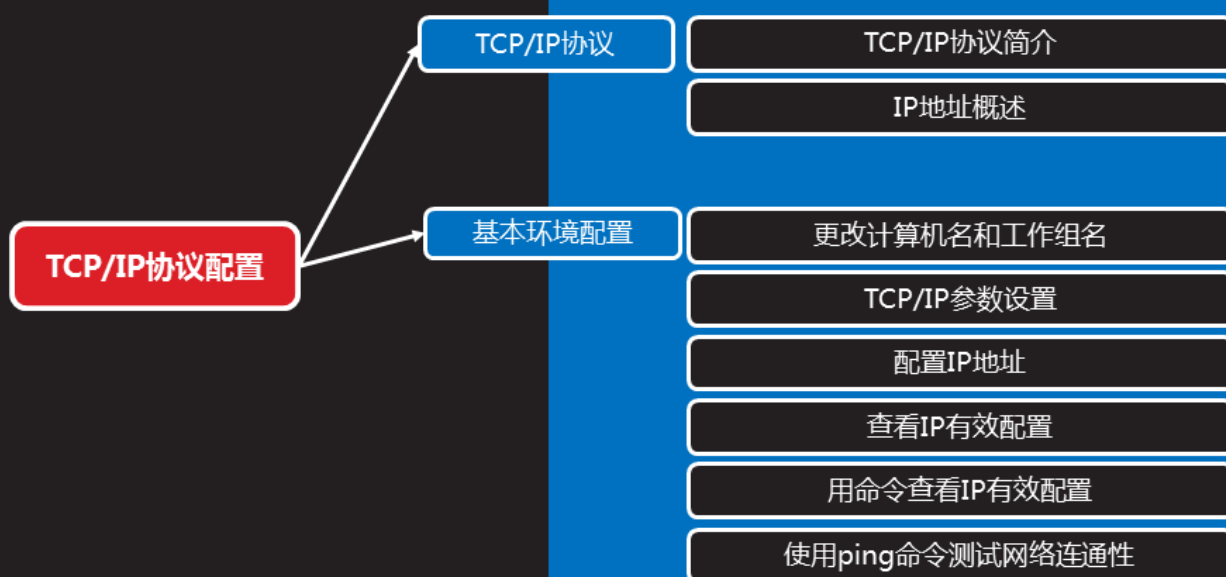 TCP/IP协议配置
TCP/IP协议
TCP/IP协议简介
IP地址概述
基本环境配置
更改计算机名和工作组名
TCP/IP参数设置
配置IP地址
查看IP有效配置
用命令查看IP有效配置
使用ping命令测试网络连通性